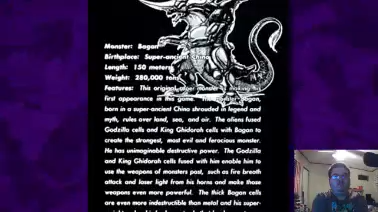 Monster: Bagan
Birthplace: Super-ancient China
Length: 150 meters
Weight: 280,000 tons
Features: This original super monster is making his
first appearance in this game. The monster Bagan,
born in a super-ancient China shrouded in legend and
myth, rules over land, sea, and air. The aliens fused
Godzilla cells and King Ghidorah cells with Bagan to
create the strongest, most evil and ferocious monster.
He has unimaginable destructive power. The Godzilla
and King Ghidorah cells fused with him enable him to
use the weapons of monsters past, such as fire breath
attack and laser light from his horns and make those
weapons even more powerful. The thick Bagan cells
are even more indestructible than metal and his super-